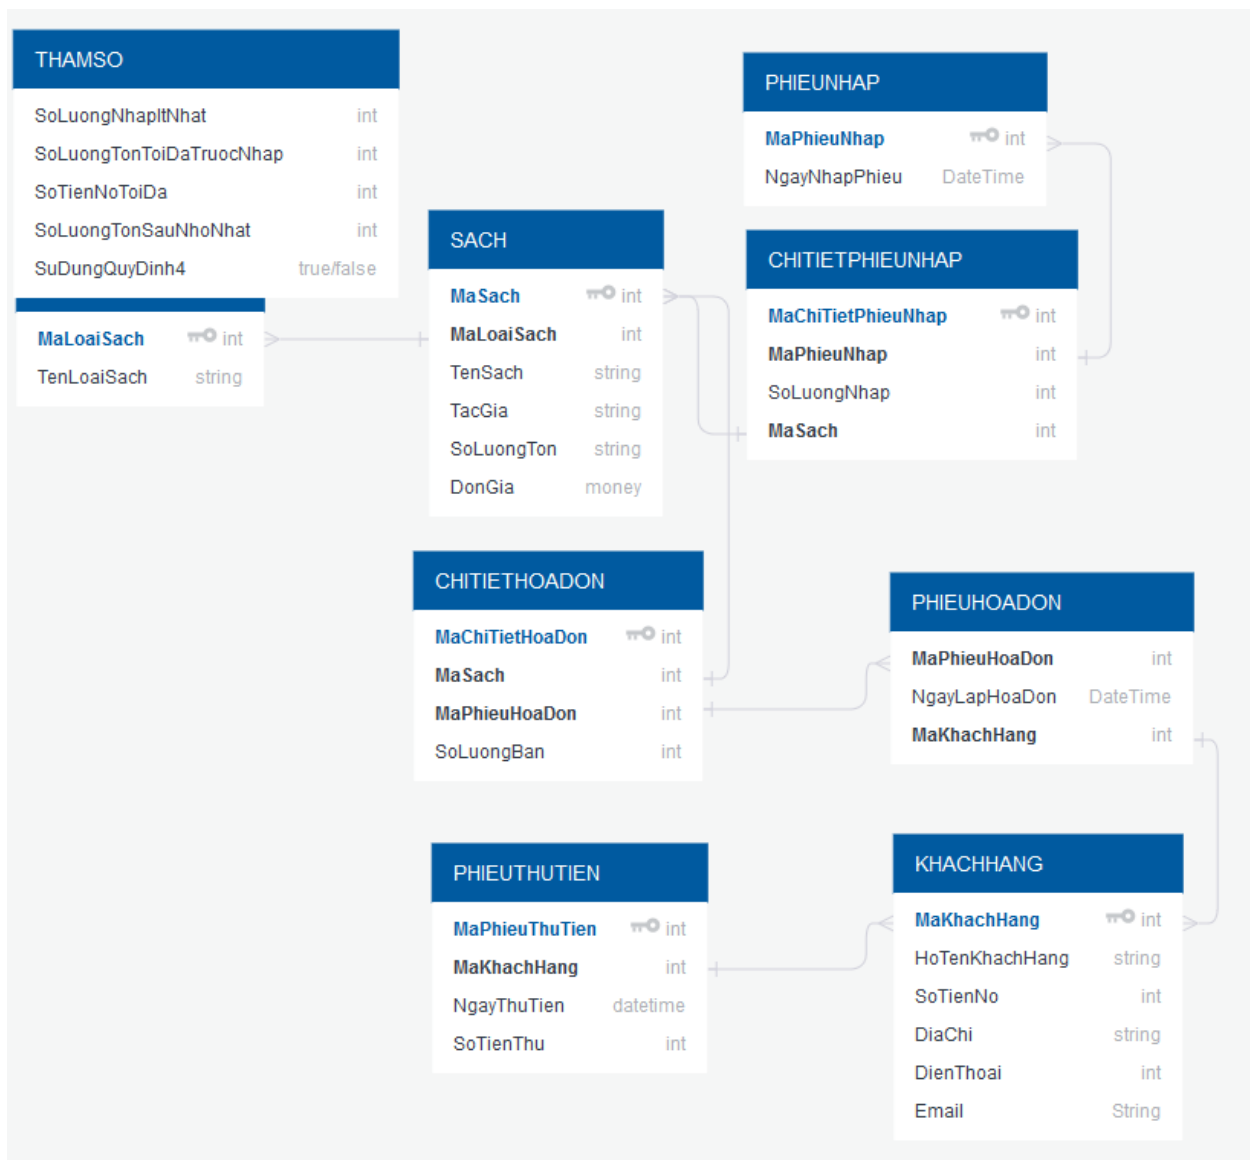 THAMSO
SoLuongNhapItNhat int
SoLuongTonToiDaTruocNhap int
SoTienNoToiDa int
SoLuongTonSauNhoNhat int
SuDungQuyDinh4 true/false
MaLoaiSach int
TenLoaiSach string
SACH
MaSach int
MaLoaiSach int
TenSach string
TacGia string
SoLuongTon string
DonGia money
PHIEUNHAP
MaPhieuNhap int
NgayNhapPhieu DateTime
CHITIETPHIEUNHAP
MaChiTietPhieuNhap int
MaPhieuNhap int
SoLuongNhap int
MaSach int
CHITIETHOADON
MaChiTietHoaDon int
MaSach int
MaPhieuHoaDon int
SoLuongBan int
PHIEUHOADON
MaPhieuHoaDon int
NgayLapHoaDon DateTime
MaKhachHang int
PHIEUTHUTIEN
MaPhieuThuTien int
MaKhachHang int
NgayThuTien datetime
SoTienThu int
KHACHHANG
MaKhachHang int
HoTenKhachHang string
SoTienNo int
DiaChi string
DienThoai int
Email String